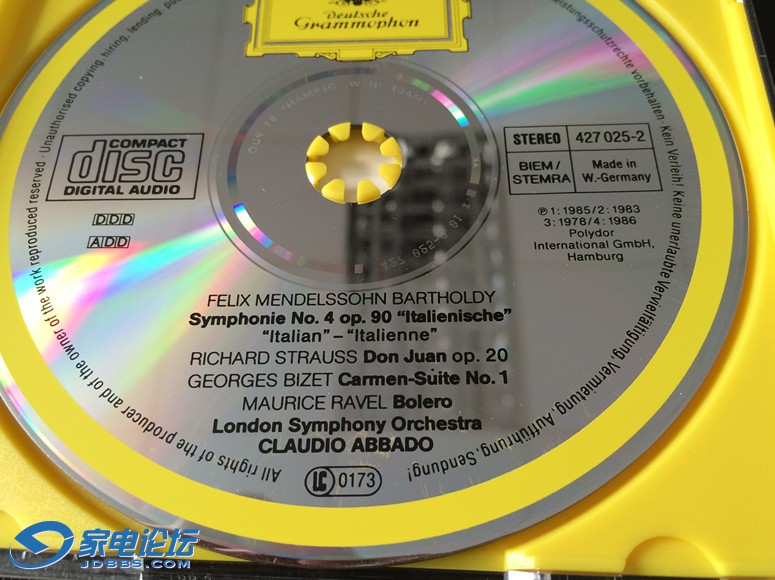 Deutsche
Grammophon
COMPACT
disc
DIGITAL AUDIO
DDD
ADD
STEREO
427 025-2
BIEM/
STEMRA
Made in
W.-Germany
℗ 1: 1985/2: 1983
3: 1978/4: 1986
Polydor
International GmbH,
Hamburg
FELIX MENDELSSOHN BARTHOLDY
Symphonie No. 4 op. 90 "Italienische"
"Italian" – "Italienne"
RICHARD STRAUSS Don Juan op. 20
GEORGES BIZET Carmen-Suite No. 1
MAURICE RAVEL Bolero
London Symphony Orchestra
CLAUDIO ABBADO
LC 0173
All rights of the producer and of the owner of the work reproduced reserved · Unauthorised copying, hiring, lending,
Leistungsschutzrechte vorbehalten · Kein Verleih! Keine unerlaubte Vervielfältigung, Vermietung, Aufführung, Sendung!
家电论坛
JDBBS.COM